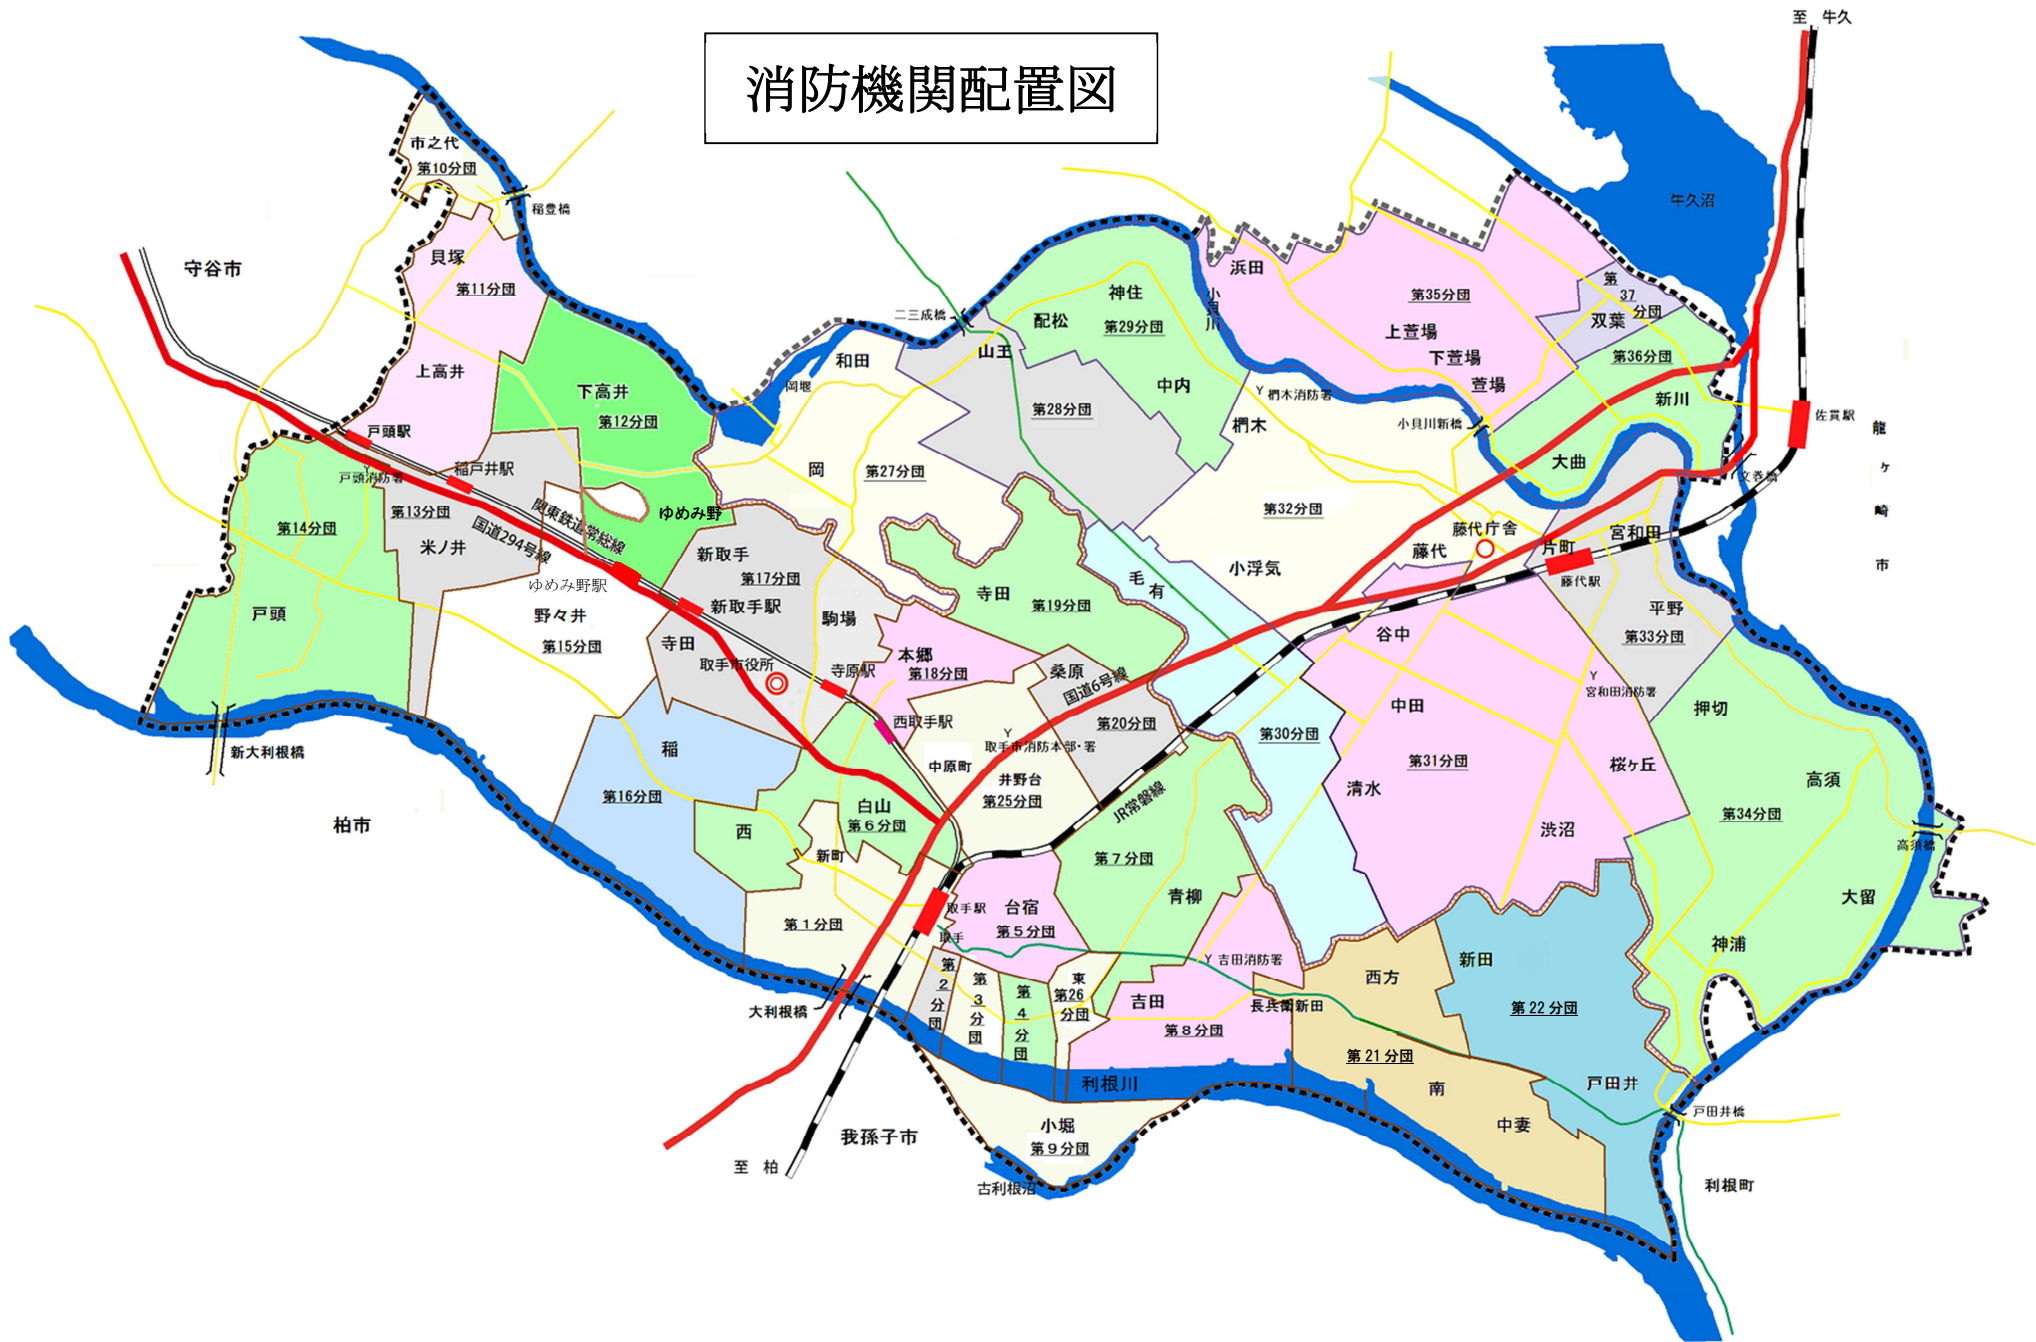 消防機関配置図
至 牛久
市之代
第10分団
稲豊橋
牛久沼
守谷市
貝塚
第11分団
浜田
小貝川
第35分団
第37分団
双葉
神住
配松
第29分団
二三成橋
山王
上萱場
下萱場
萱場
第36分団
新川
和田
岡堰
上高井
下高井
第12分団
中内
第28分団
椚木消防署
椚木
小貝川新橋
佐貫駅
龍ヶ崎市
戸頭駅
戸頭消防署
稲戸井駅
岡
第27分団
大曲
文巻橋
第14分団
第13分団
米ノ井
国道294号線
関東鉄道常総線
ゆめみ野
第32分団
藤代庁舎
藤代
片町
宮和田
新取手
第17分団
新取手駅
ゆめみ野駅
小浮気
毛有
藤代駅
戸頭
野々井
第15分団
寺田
駒場
寺田
第19分団
平野
第33分団
谷中
本郷
第18分団
取手市役所
寺原駅
桑原
国道6号線
第20分団
宮和田消防署
中田
押切
新大利根橋
稲
西取手駅
取手市消防本部・署
第30分団
第31分団
桜ヶ丘
中原町
井野台
第25分団
清水
高須
第16分団
白山
第6分団
JR常磐線
第34分団
柏市
西
新町
渋沼
高須橋
第7分団
青柳
大留
第1分団
取手駅
取手
台宿
第5分団
神浦
吉田消防署
新田
西方
第2分団
第3分団
第4分団
東
第26分団
吉田
長兵衛新田
第22分団
大利根橋
第8分団
第21分団
利根川
南
戸田井
戸田井橋
小堀
第9分団
中妻
我孫子市
至 柏
古利根沼
利根町